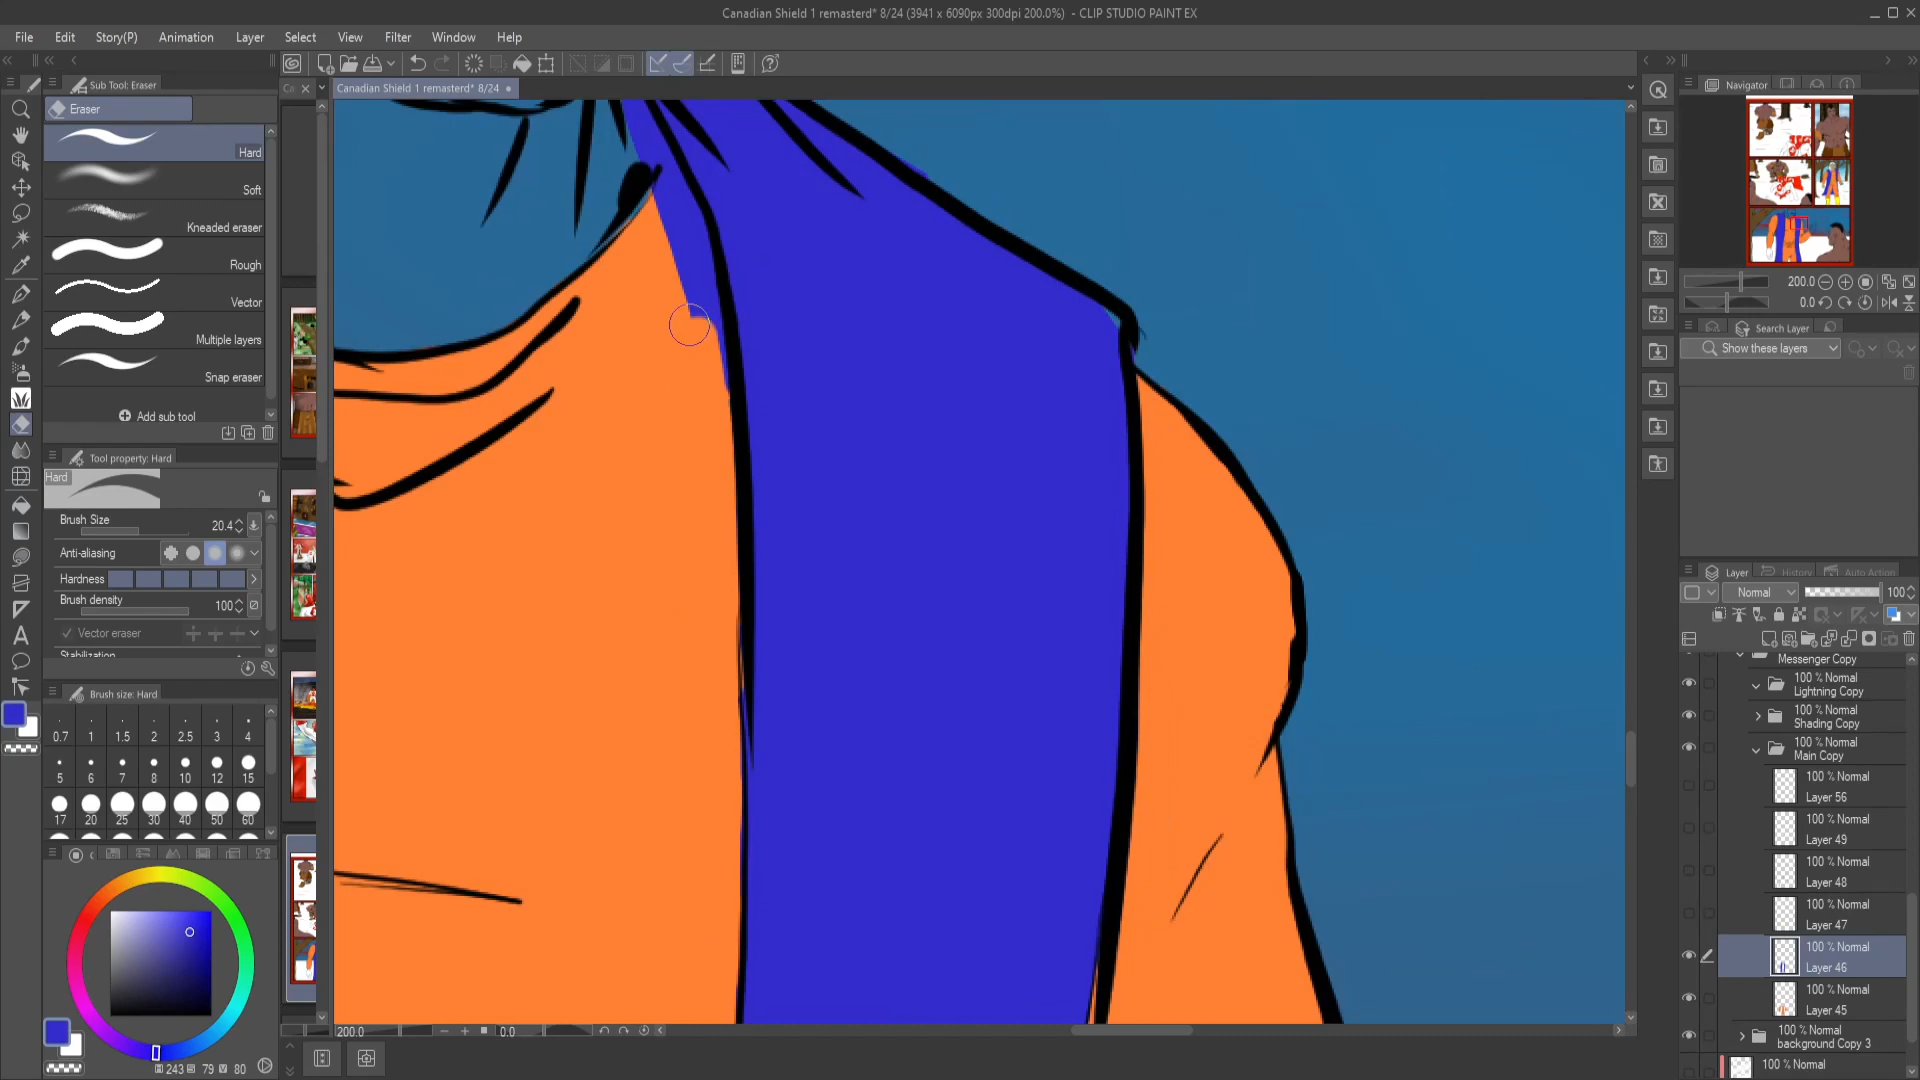 Canadian Shield 1 remasterd* 8/24 (3941 x 6090px 300dpi 200.0%) - CLIP STUDIO PAINT EX
File Edit Story(P) Animation Layer Select View Filter Window Help
Sub Tool: Eraser
Eraser
Hard
Soft
Kneaded eraser
Rough
Vector
Multiple layers
Snap eraser
Add sub tool
Tool property: Hard
Hard
Brush Size 20.4
Anti-aliasing
Hardness
Brush density 100
Vector eraser
Brush size: Hard
0.7 1 1.5 2 2.5 3 4
5 6 7 8 10 12 15
17 20 25 30 40 50 60
243 79 80
Canadian Shield 1 remasterd* 8/24
200.0 0.0
Navigator
200.0
0.0
Search Layer
Show these layers
Layer History Auto Action
Normal 100
Messenger Copy
100 % Normal
Lightning Copy
100 % Normal
Shading Copy
100 % Normal
Main Copy
100 % Normal
Layer 56
100 % Normal
Layer 49
100 % Normal
Layer 48
100 % Normal
Layer 47
100 % Normal
Layer 46
100 % Normal
Layer 45
100 % Normal
background Copy 3
100 % Normal